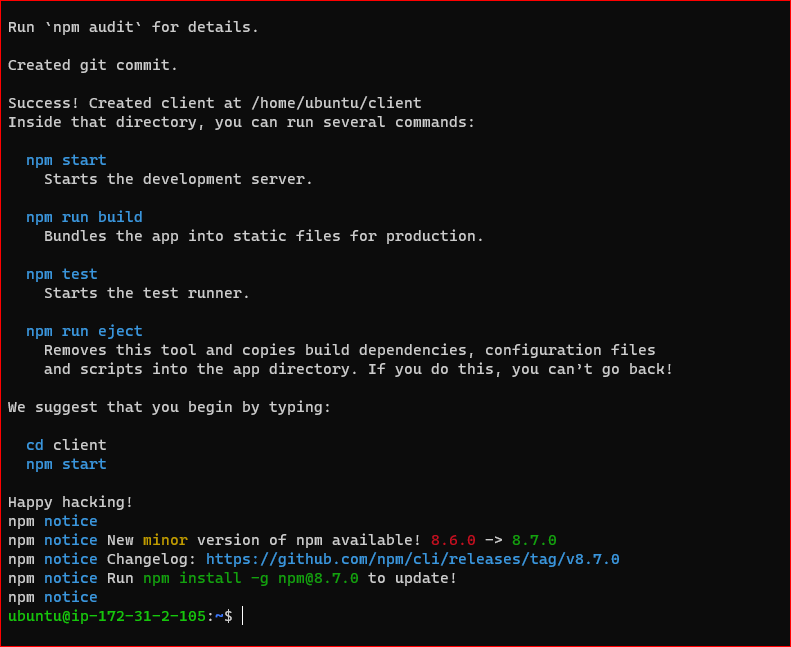 Run `npm audit` for details.
Created git commit.
Success! Created client at /home/ubuntu/client
Inside that directory, you can run several commands:
npm start
Starts the development server.
npm run build
Bundles the app into static files for production.
npm test
Starts the test runner.
npm run eject
Removes this tool and copies build dependencies, configuration files
and scripts into the app directory. If you do this, you can’t go back!
We suggest that you begin by typing:
cd client
npm start
Happy hacking!
npm notice
npm notice New minor version of npm available! 8.6.0 -> 8.7.0
npm notice Changelog: https://github.com/npm/cli/releases/tag/v8.7.0
npm notice Run npm install -g npm@8.7.0 to update!
npm notice
ubuntu@ip-172-31-2-105:~$